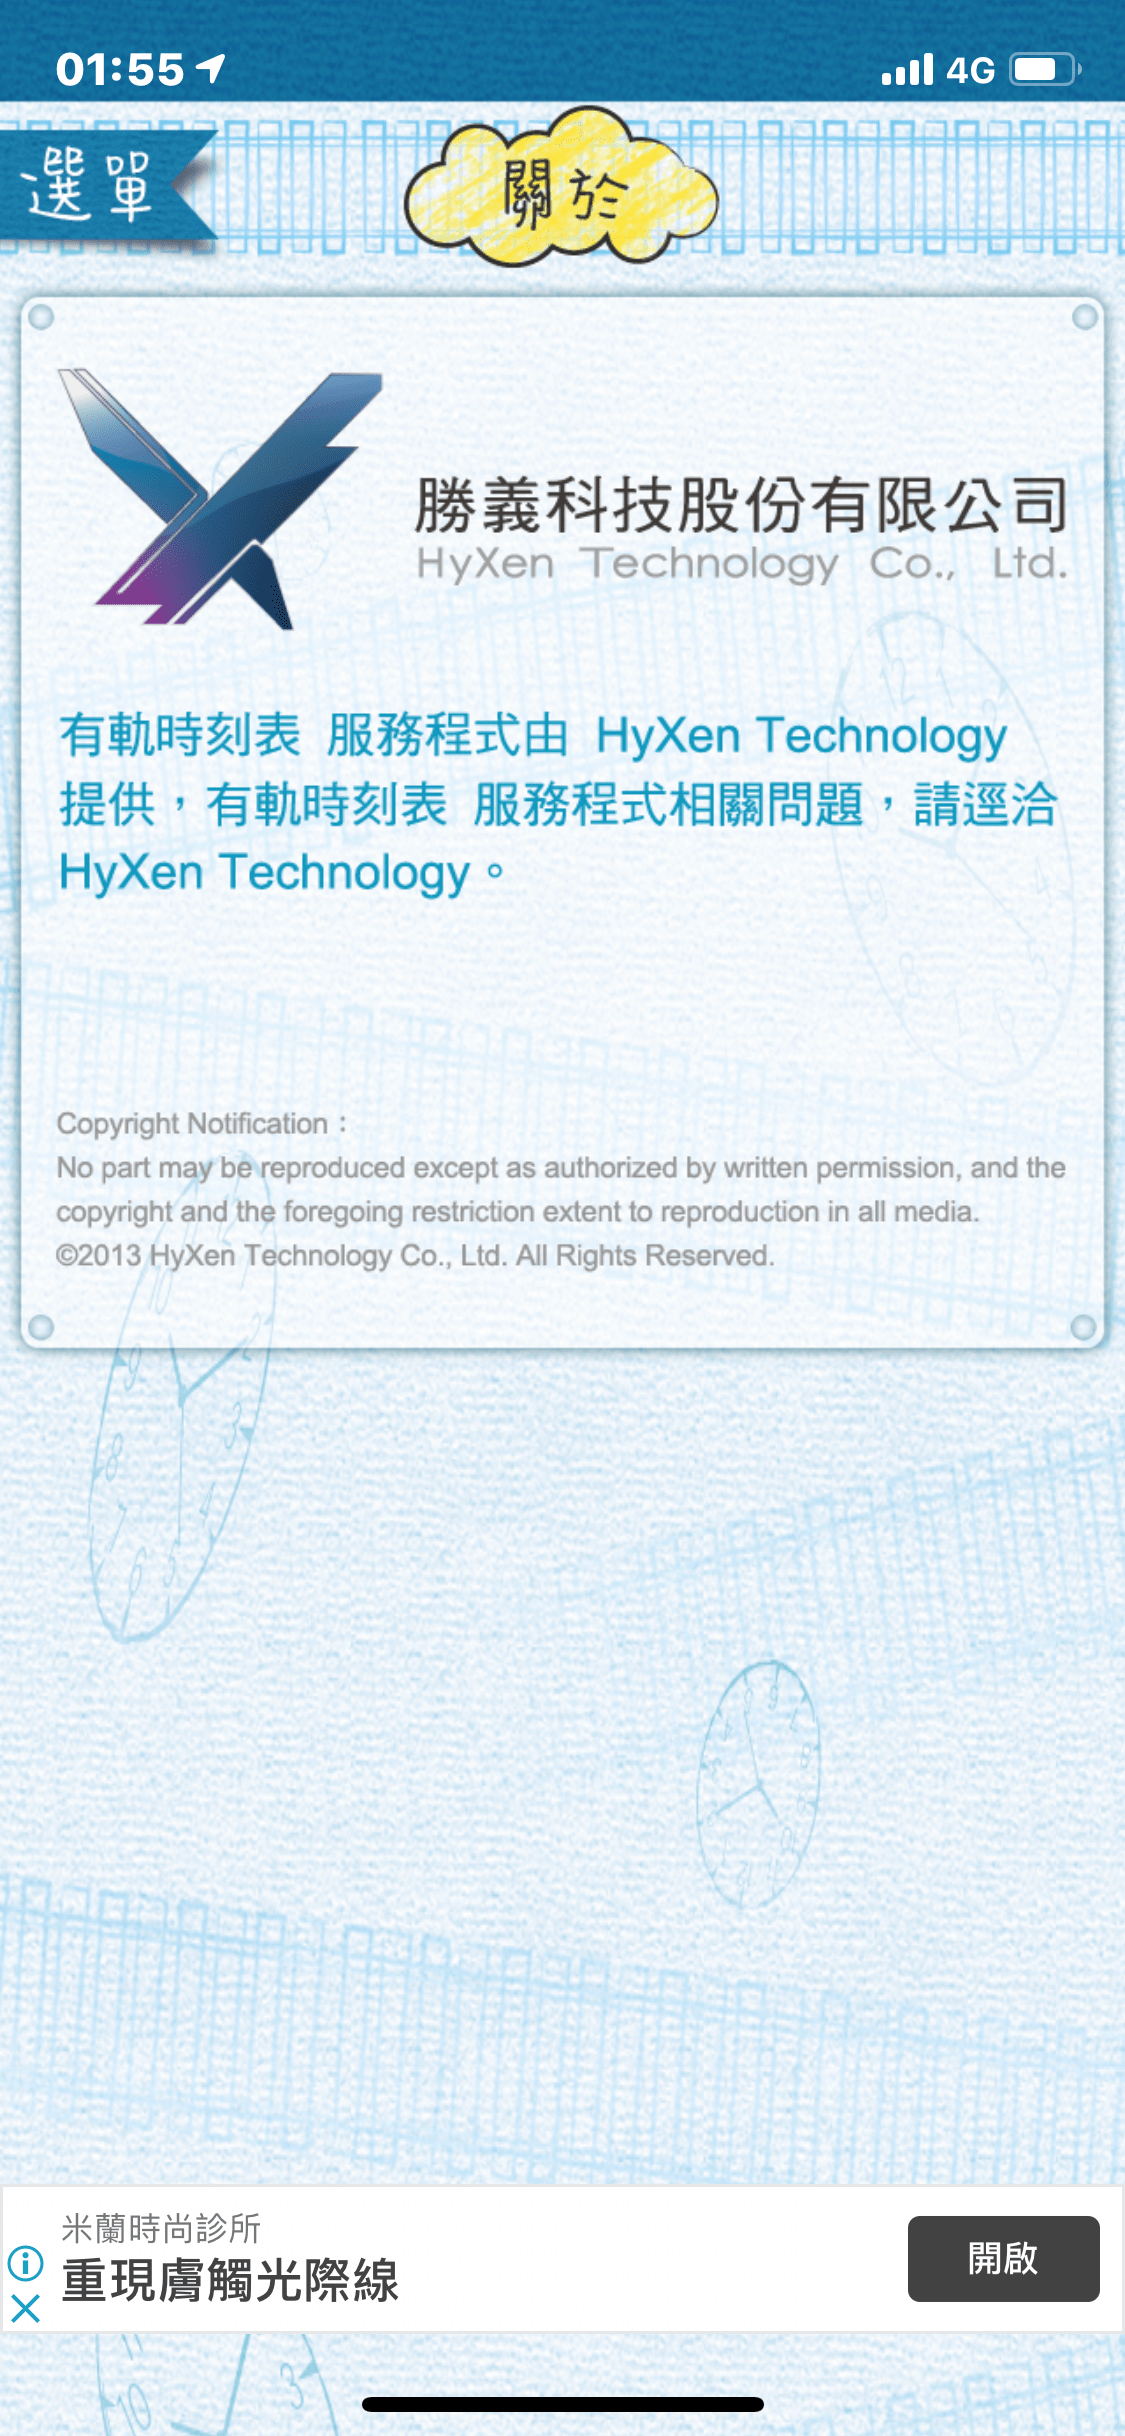 01:55
4G
選單
關於
勝義科技股份有限公司
HyXen Technology Co., Ltd.
有軌時刻表 服務程式由 HyXen Technology
提供，有軌時刻表 服務程式相關問題，請逕洽
HyXen Technology。
Copyright Notification：
No part may be reproduced except as authorized by written permission, and the
copyright and the foregoing restriction extent to reproduction in all media.
©2013 HyXen Technology Co., Ltd. All Rights Reserved.
米蘭時尚診所
重現膚觸光際線
開啟